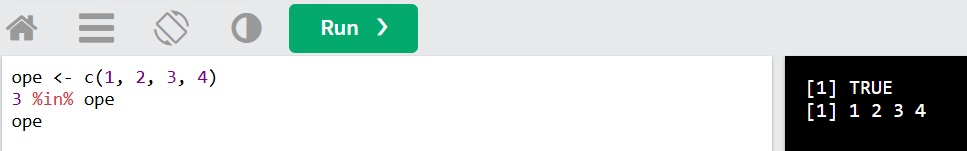 Run ❯
ope <- c(1, 2, 3, 4)
3 %in% ope
ope
[1] TRUE
[1] 1 2 3 4